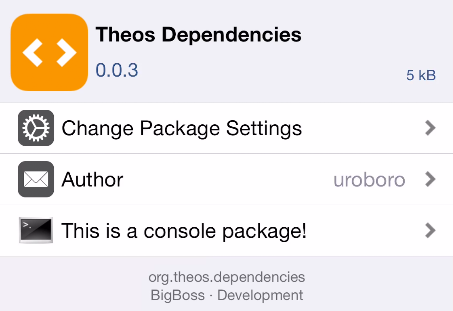 Theos Dependencies
0.0.3
5 kB
Change Package Settings
Author uroboro
This is a console package!
org.theos.dependencies
BigBoss · Development